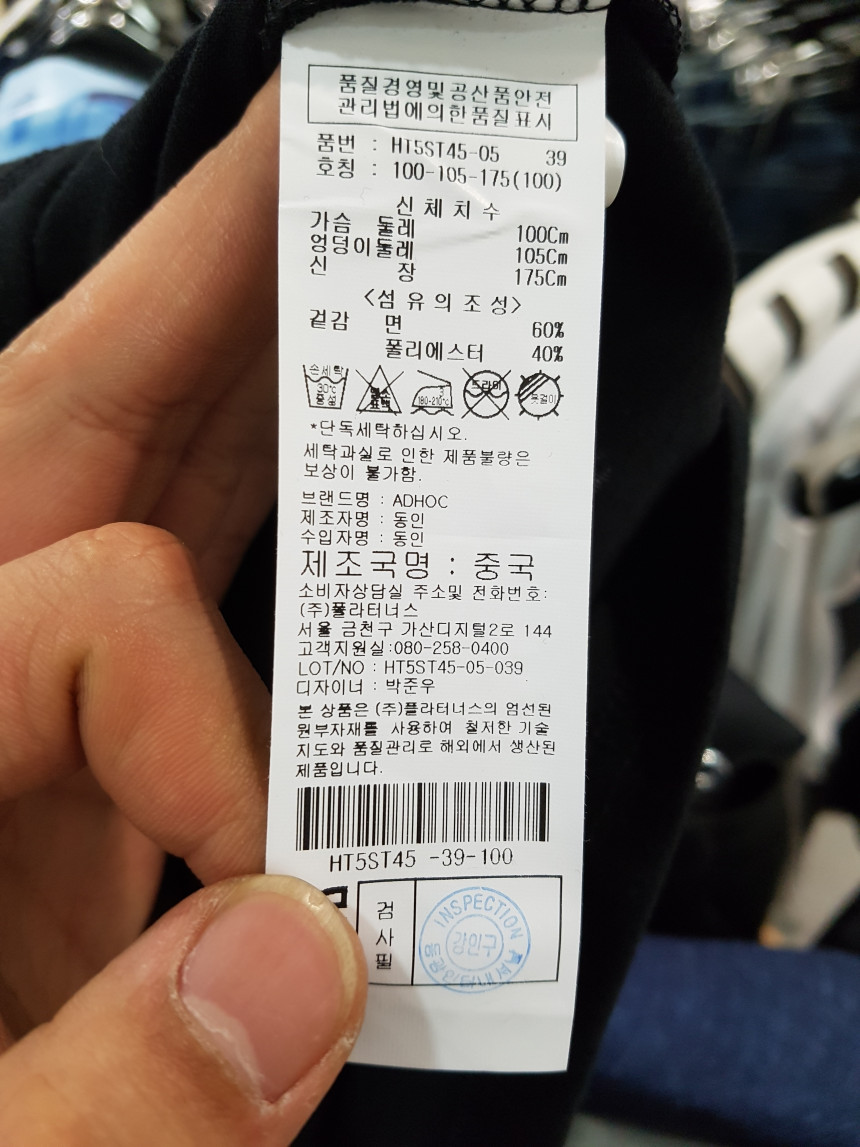 품질경영및공산품안전
관리법에의한품질표시
품번 : HT5ST45-05 39
호칭 : 100-105-175(100)
신체치수
가슴 둘레 100Cm
엉덩이둘레 105Cm
신 장 175Cm
<섬유의조성>
겉감 면 60%
폴리에스터 40%
손세탁 30℃ 중성
염소 표백
180-210℃
드라이
옷걸이
*단독세탁하십시오.
세탁과실로 인한 제품불량은
보상이 불가함.
브랜드명 : ADHOC
제조자명 : 동인
수입자명 : 동인
제조국명 : 중국
소비자상담실 주소및 전화번호:
(주)플라터너스
서울 금천구 가산디지털2로 144
고객지원실:080-258-0400
LOT/NO : HT5ST45-05-039
디자이너 : 박준우
본 상품은 (주)플라터너스의 엄선된
원부자재를 사용하여 철저한 기술
지도와 품질관리로 해외에서 생산된
제품입니다.
HT5ST45 -39-100
검사필
INSPECTION
강인구